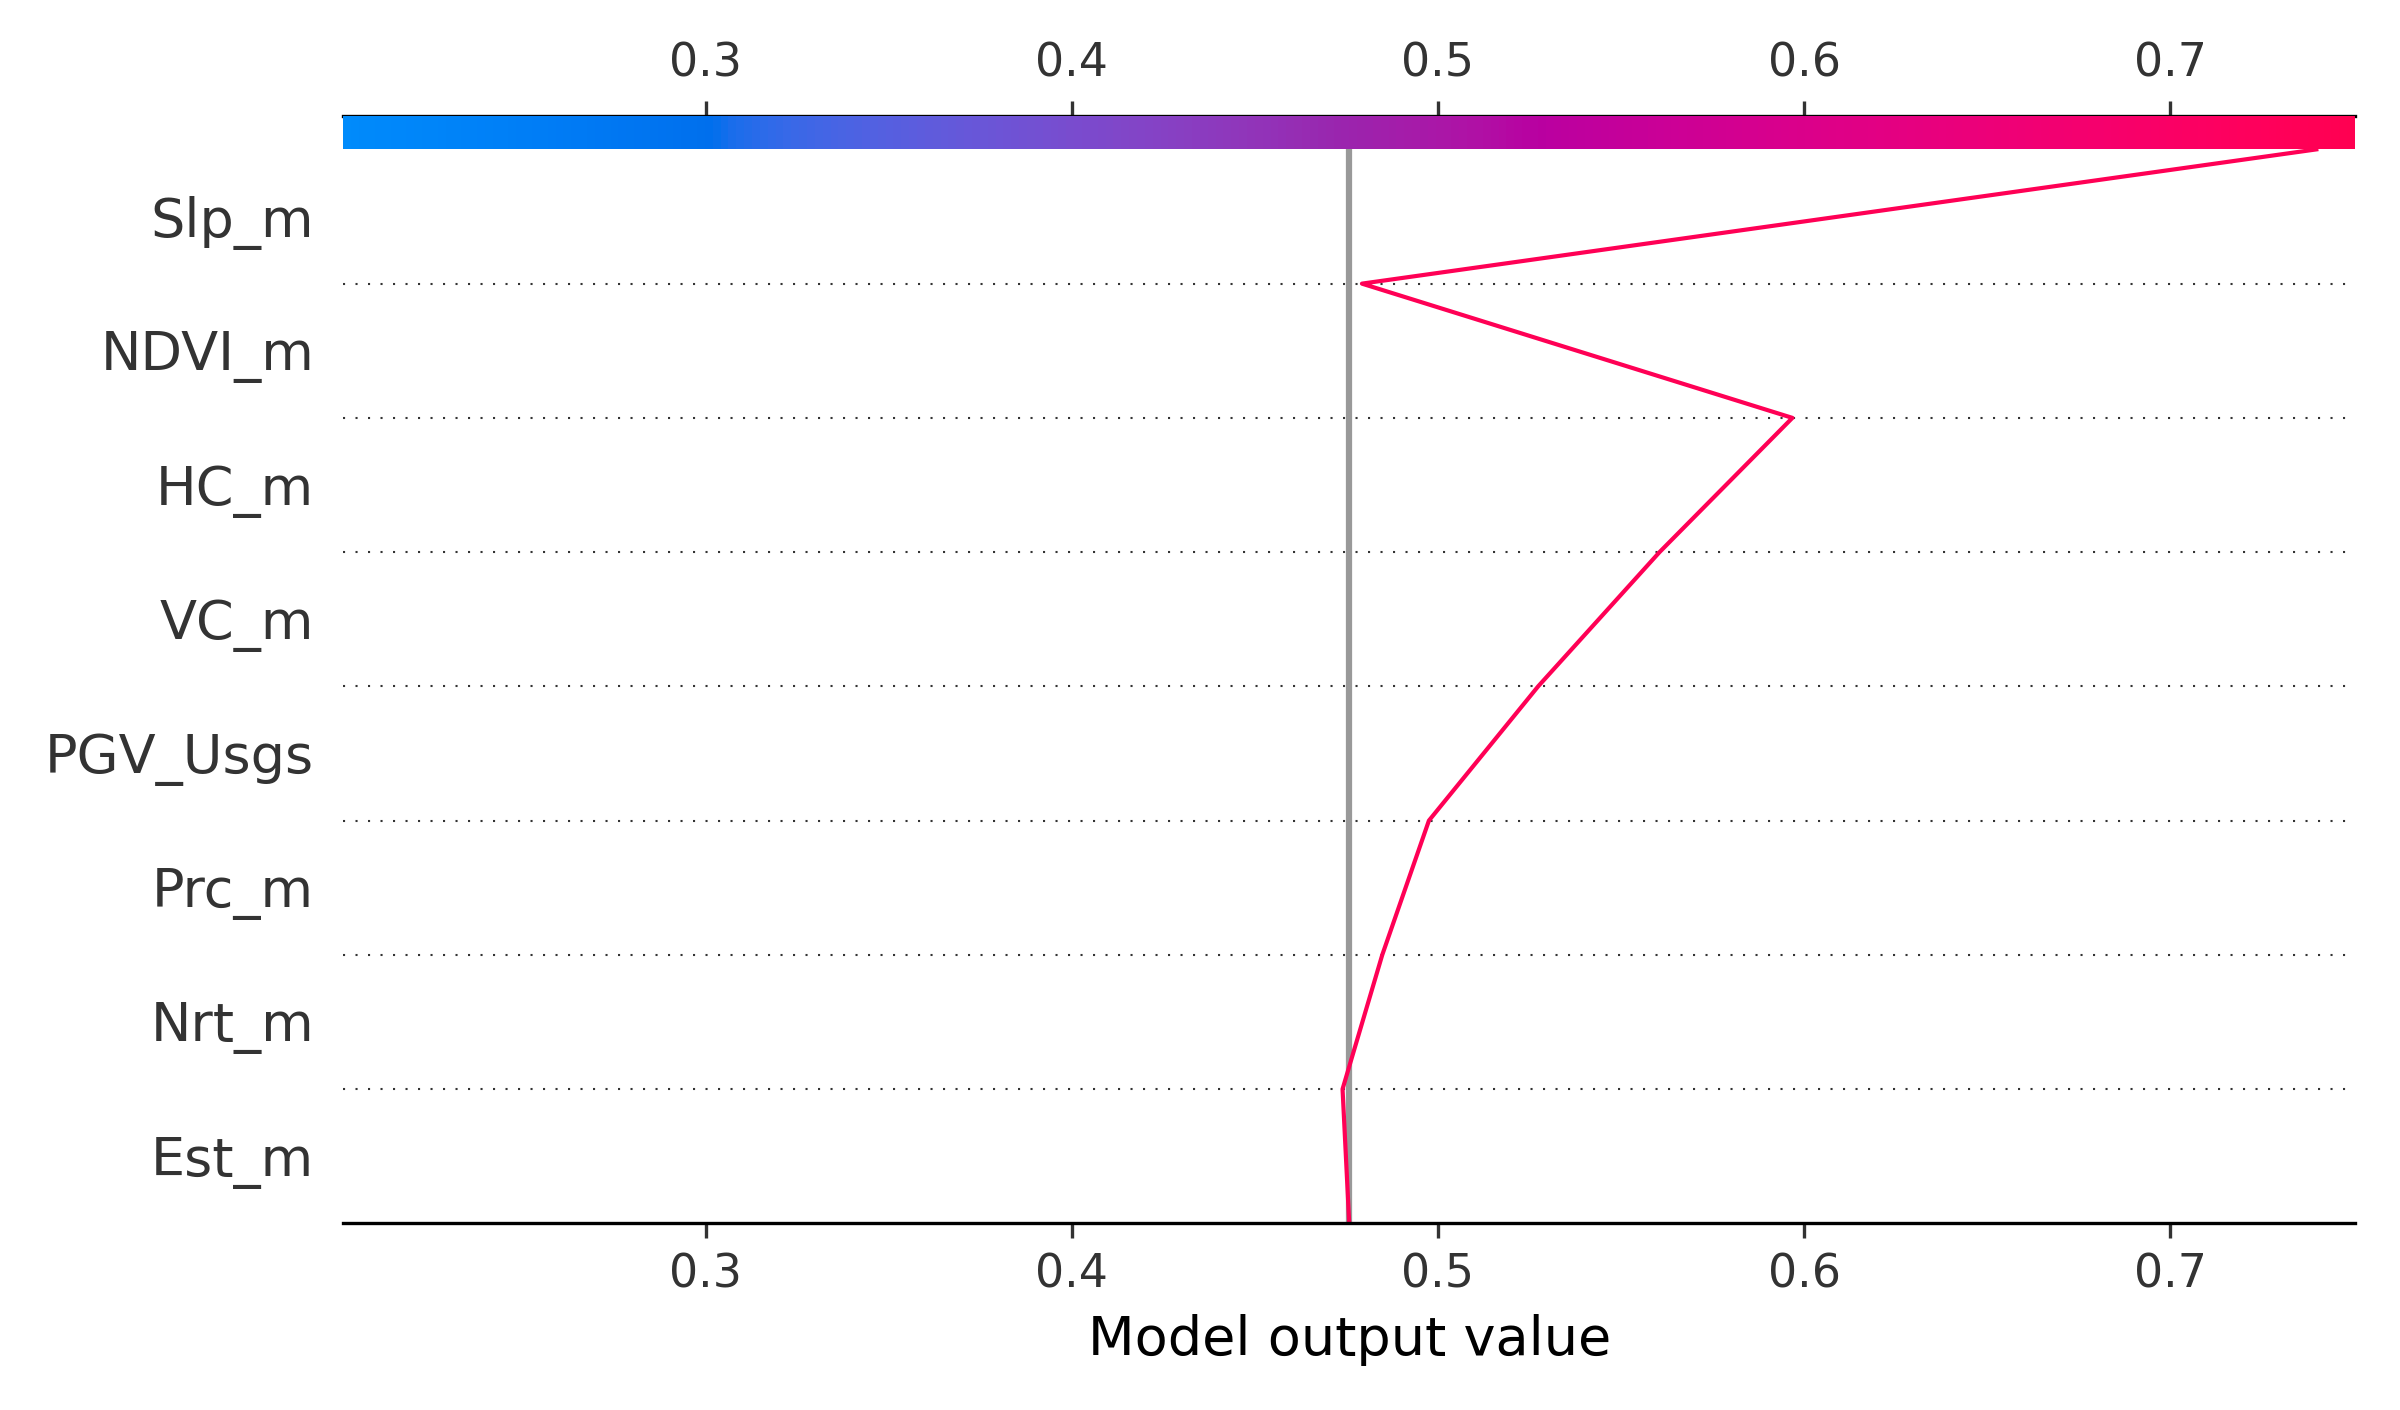 0.3 0.4 0.5 0.6 0.7
Slp_m
NDVI_m
HC_m
VC_m
PGV_Usgs
Prc_m
Nrt_m
Est_m
0.3 0.4 0.5 0.6 0.7
Model output value